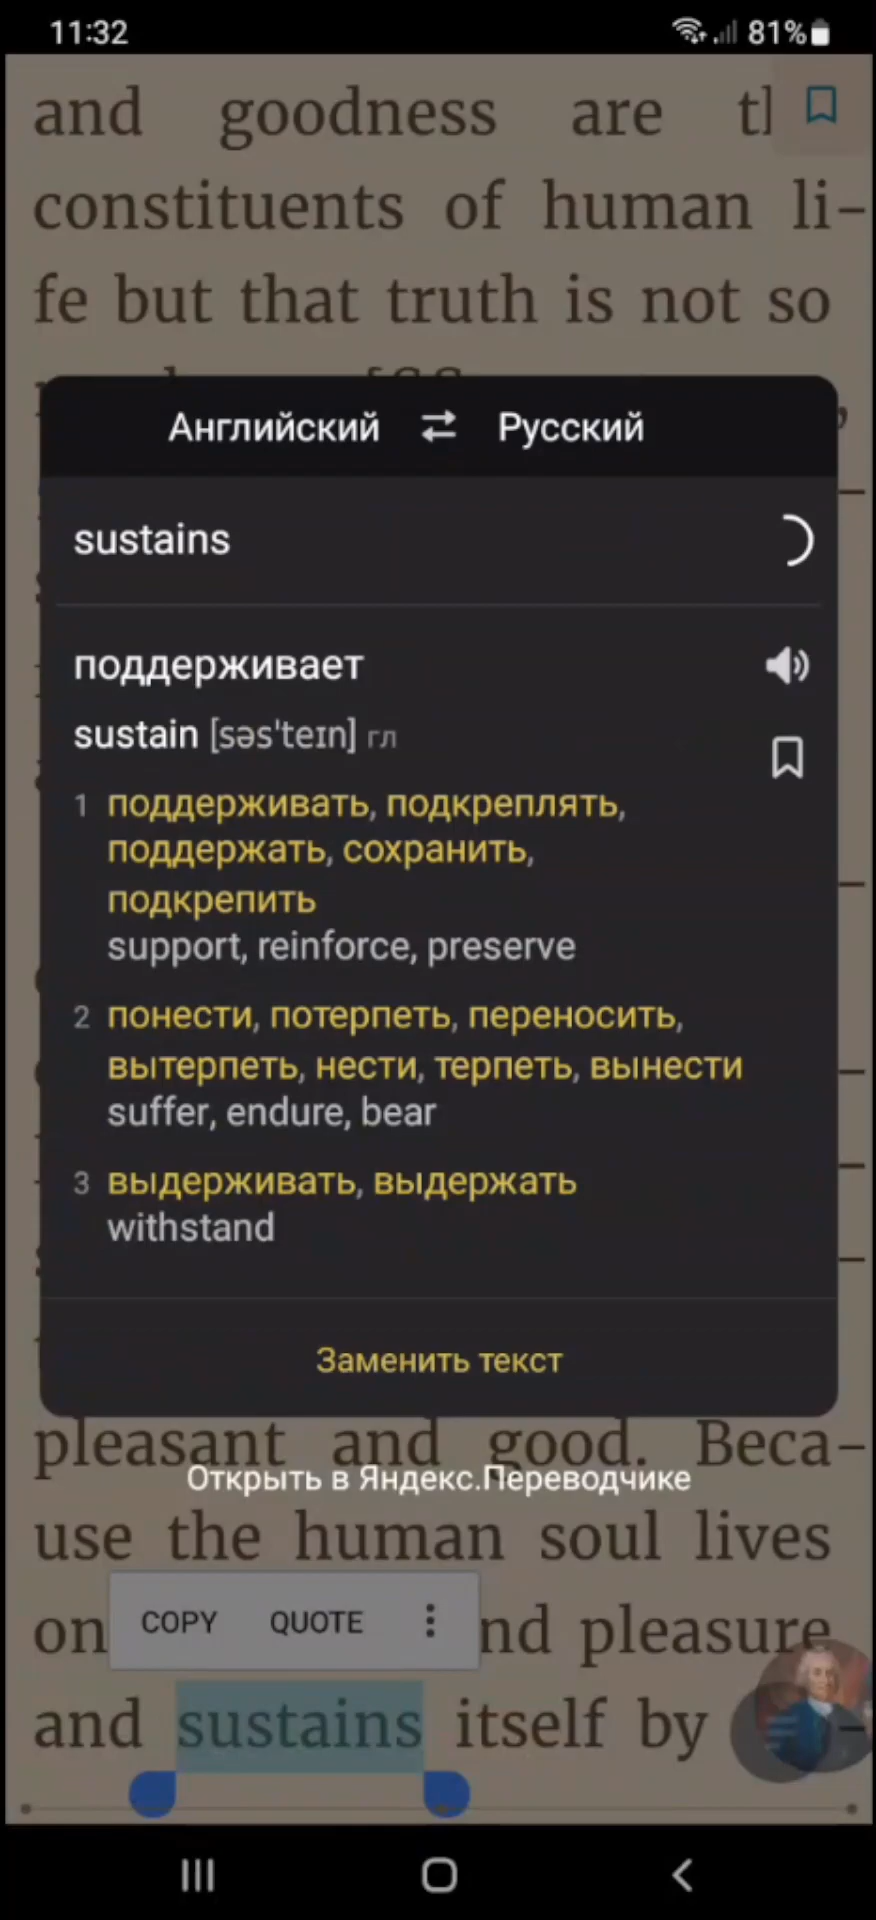 11:32
81%
and goodness are
constituents of human li-
fe but that truth is not so
Английский Русский
sustains
поддерживает
sustain [səs'teɪn] гл
1 поддерживать, подкреплять,
поддержать, сохранить,
подкрепить
support, reinforce, preserve
2 понести, потерпеть, переносить,
вытерпеть, нести, терпеть, вынести
suffer, endure, bear
3 выдерживать, выдержать
withstand
Заменить текст
pleasant and good. Beca-
Открыть в Яндекс.Переводчике
use the human soul lives
COPY QUOTE
on nd pleasure
and sustains itself by